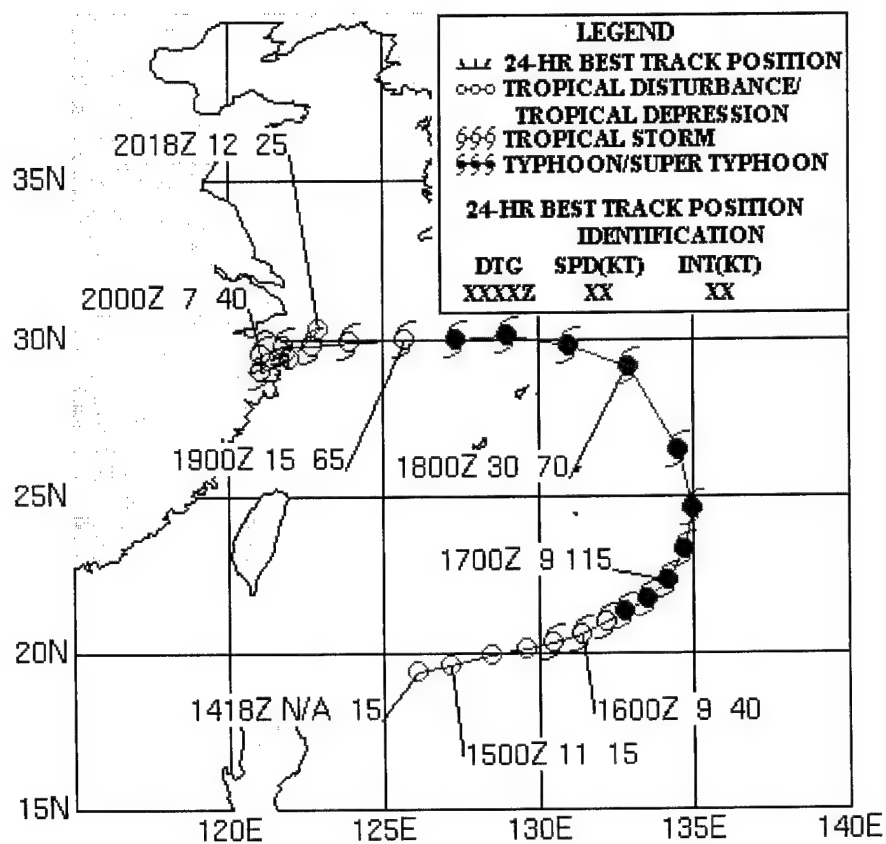 LEGEND
24-HR BEST TRACK POSITION
TROPICAL DISTURBANCE/
TROPICAL DEPRESSION
TROPICAL STORM
TYPHOON/SUPER TYPHOON
24-HR BEST TRACK POSITION
IDENTIFICATION
DTG SPD(KT) INT(KT)
XXXXZ XX XX
2018Z 12 25
35N
2000Z 7 40
30N
1900Z 15 65
1800Z 30 70
25N
1700Z 9 115
20N
1418Z N/A 15
1600Z 9 40
1500Z 11 15
15N
120E 125E 130E 135E 140E